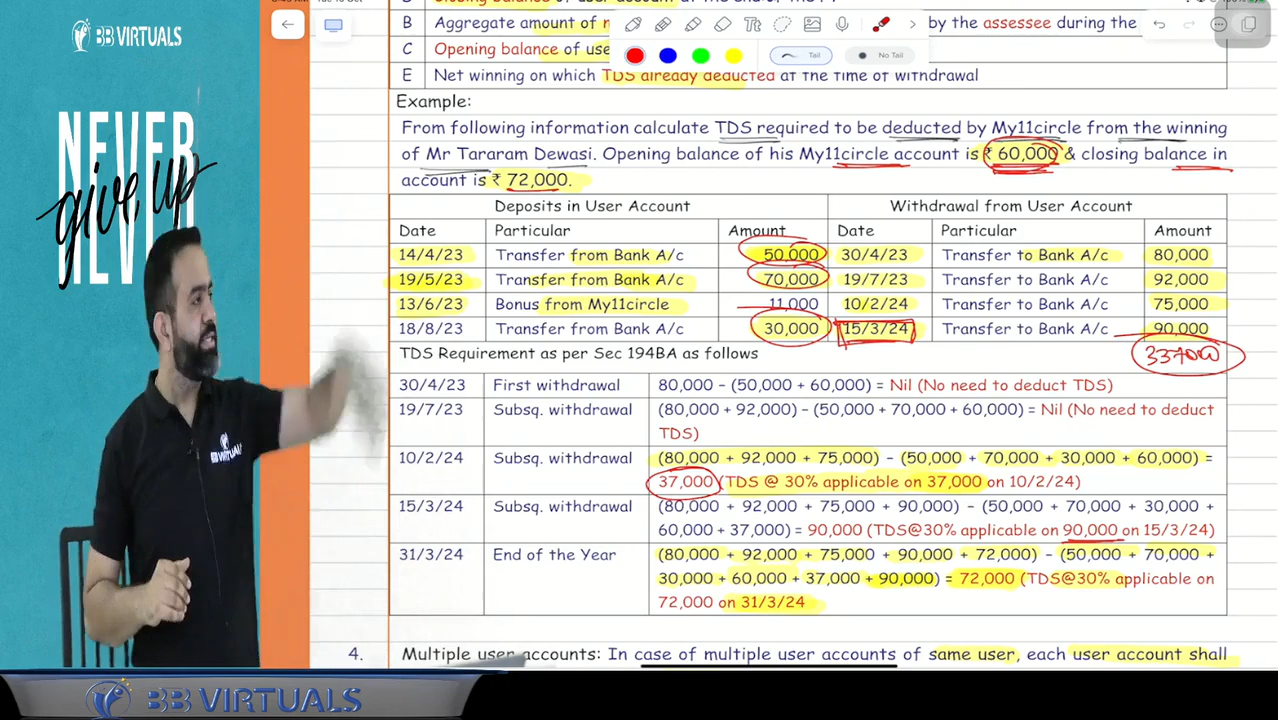 BB VIRTUALS
NEVER
give up
NEVER
B Aggregate amount of by the assessee during the
C Opening balance of use
Tail No Tail
E Net winning on which TDS already deducted at the time of withdrawal
Example:
From following information calculate TDS required to be deducted by My11circle from the winning
of Mr Tararam Dewasi. Opening balance of his My11circle account is ₹ 60,000 & closing balance in
account is ₹ 72,000.
Deposits in User Account Withdrawal from User Account
Date Particular Amount Date Particular Amount
14/4/23 Transfer from Bank A/c 50,000 30/4/23 Transfer to Bank A/c 80,000
19/5/23 Transfer from Bank A/c 70,000 19/7/23 Transfer to Bank A/c 92,000
13/6/23 Bonus from My11circle 11,000 10/2/24 Transfer to Bank A/c 75,000
18/8/23 Transfer from Bank A/c 30,000 15/3/24 Transfer to Bank A/c 90,000
337000
TDS Requirement as per Sec 194BA as follows
30/4/23 First withdrawal 80,000 – (50,000 + 60,000) = Nil (No need to deduct TDS)
19/7/23 Subsq. withdrawal (80,000 + 92,000) – (50,000 + 70,000 + 60,000) = Nil (No need to deduct
TDS)
10/2/24 Subsq. withdrawal (80,000 + 92,000 + 75,000) – (50,000 + 70,000 + 30,000 + 60,000) =
37,000 (TDS @ 30% applicable on 37,000 on 10/2/24)
15/3/24 Subsq. withdrawal (80,000 + 92,000 + 75,000 + 90,000) – (50,000 + 70,000 + 30,000 +
60,000 + 37,000) = 90,000 (TDS@30% applicable on 90,000 on 15/3/24)
31/3/24 End of the Year (80,000 + 92,000 + 75,000 + 90,000 + 72,000) – (50,000 + 70,000 +
30,000 + 60,000 + 37,000 + 90,000) = 72,000 (TDS@30% applicable on
72,000 on 31/3/24
4. Multiple user accounts: In case of multiple user accounts of same user, each user account shall
BB VIRTUALS
BB VIRTUALS